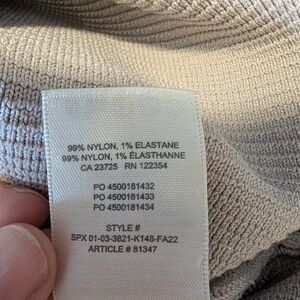 99% NYLON, 1% ELASTANE
99% NYLON, 1% ÉLASTHANNE
CA 23725 RN 122354
PO 4500181432
PO 4500181433
PO 4500181434
STYLE #
SPX 01-03-3821-K148-FA22
ARTICLE # 81347